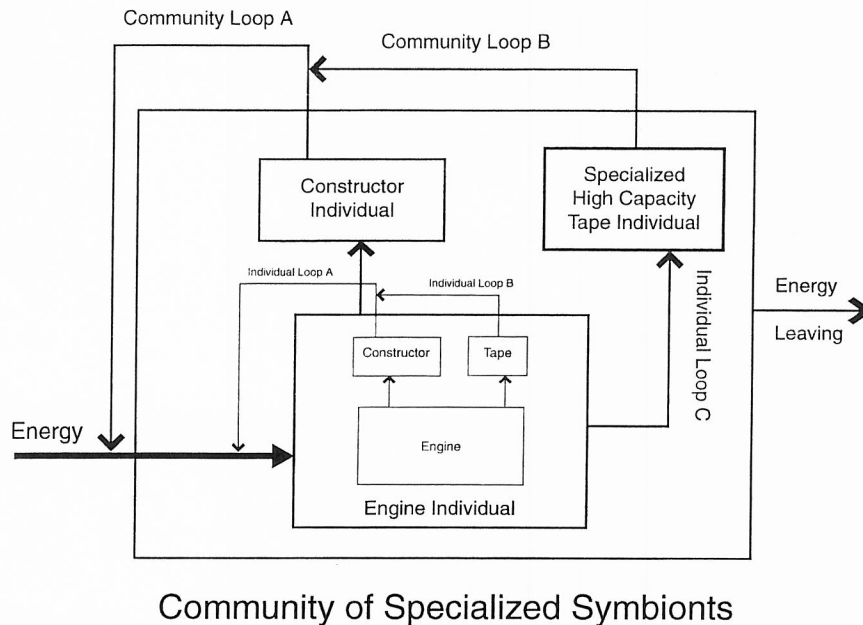 Community Loop A
Community Loop B
Constructor
Individual
Specialized
High Capacity
Tape Individual
Individual Loop A
Individual Loop B
Individual Loop C
Energy
Leaving
Constructor
Tape
Energy
Engine
Engine Individual
Community of Specialized Symbionts